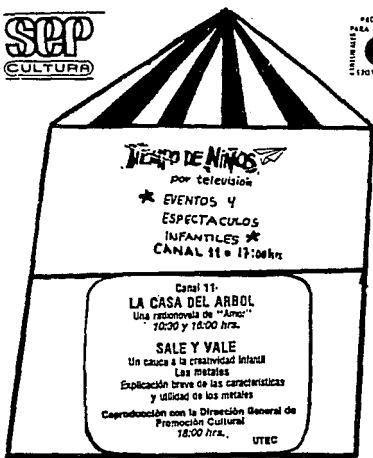 SEP
CULTURA
PARA
TIEMPO DE NIÑOS
por televisión
EVENTOS Y
ESPECTACULOS
INFANTILES
CANAL 11 17:00 hrs
Canal 11
LA CASA DEL ARBOL
Una radionovela de "Amor"
10:30 y 16:00 hrs.
SALE Y VALE
Un cauce a la creatividad infantil
Los metales
Explicación breve de las características
y utilidad de los metales
Coproducción con la Dirección General de
Promoción Cultural
18:00 hrs.
UTEC